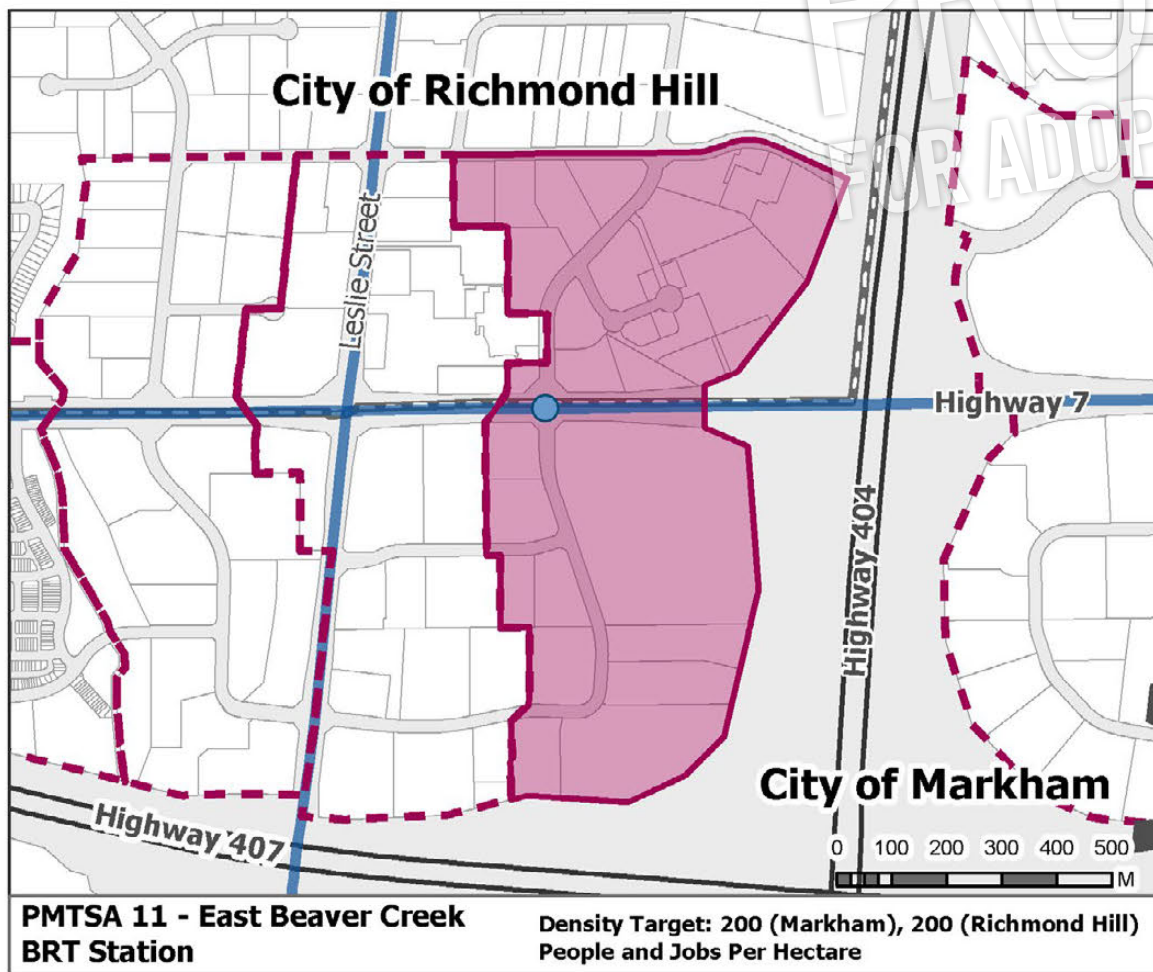 FOR ADOP
City of Richmond Hill
Leslie Street
Highway 7
Highway 404
City of Markham
Highway 407
0 100 200 300 400 500
M
PMTSA 11 - East Beaver Creek
BRT Station
Density Target: 200 (Markham), 200 (Richmond Hill)
People and Jobs Per Hectare